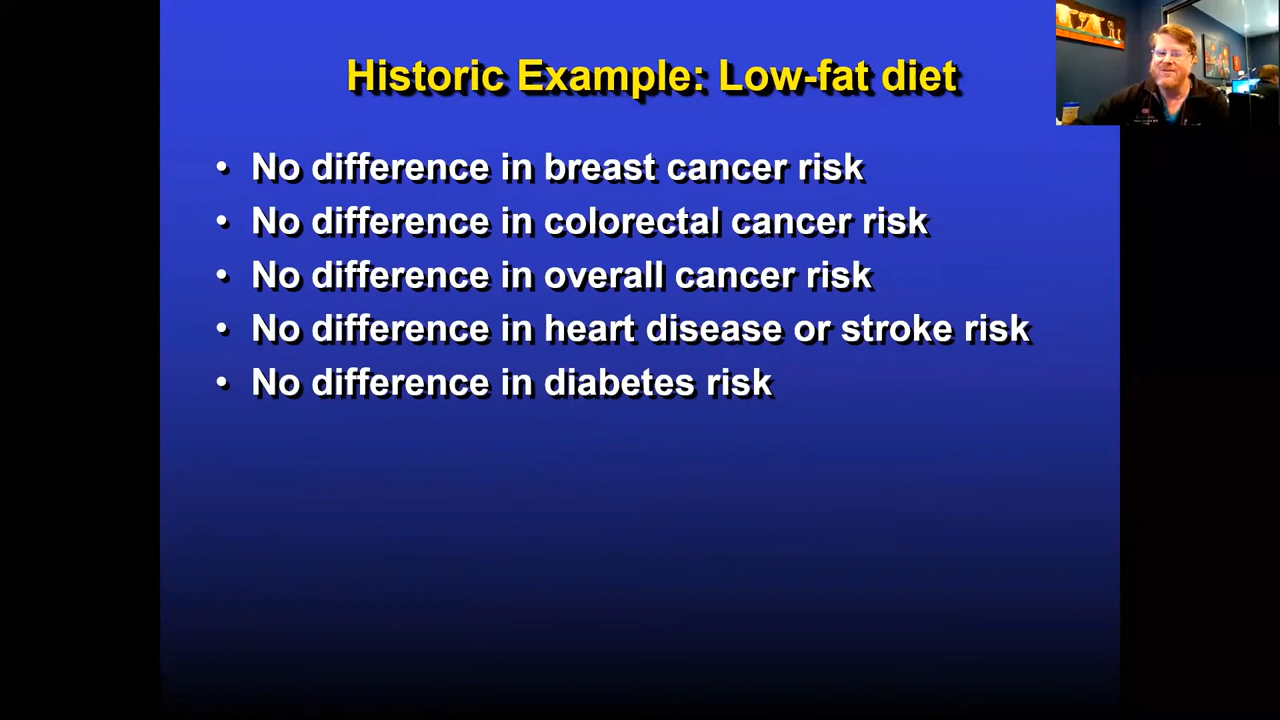 Historic Example: Low-fat diet
• No difference in breast cancer risk
• No difference in colorectal cancer risk
• No difference in overall cancer risk
• No difference in heart disease or stroke risk
• No difference in diabetes risk